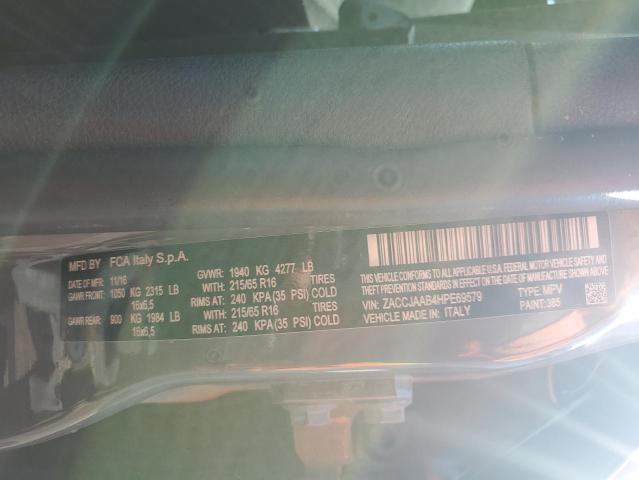 MFD BY FCA Italy S.p.A.
11/16 GVWR: 1940 KG 4277 LB
GAWR FRONT: 1050 KG 2315 LB WITH 215/65 R16 TIRES
16x6,5 RIMS AT: 240 KPA (35 PSI) COLD
GAWR REAR: 900 KG 1984 LB WITH 215/65 R16 TIRES
16x6,5 RIMS AT: 240 KPA (35 PSI) COLD
THIS VEHICLE CONFORMS TO ALL APPLICABLE U.S.A. FEDERAL MOTOR VEHICLE SAFETY, BUMPER AND
THEFT PREVENTION STANDARDS IN EFFECT ON THE DATE OF MANUFACTURE SHOWN ABOVE.
VIN: ZACCJAAB4HPE69579 TYPE: MPV
VEHICLE MADE IN: ITALY PAINT: 385